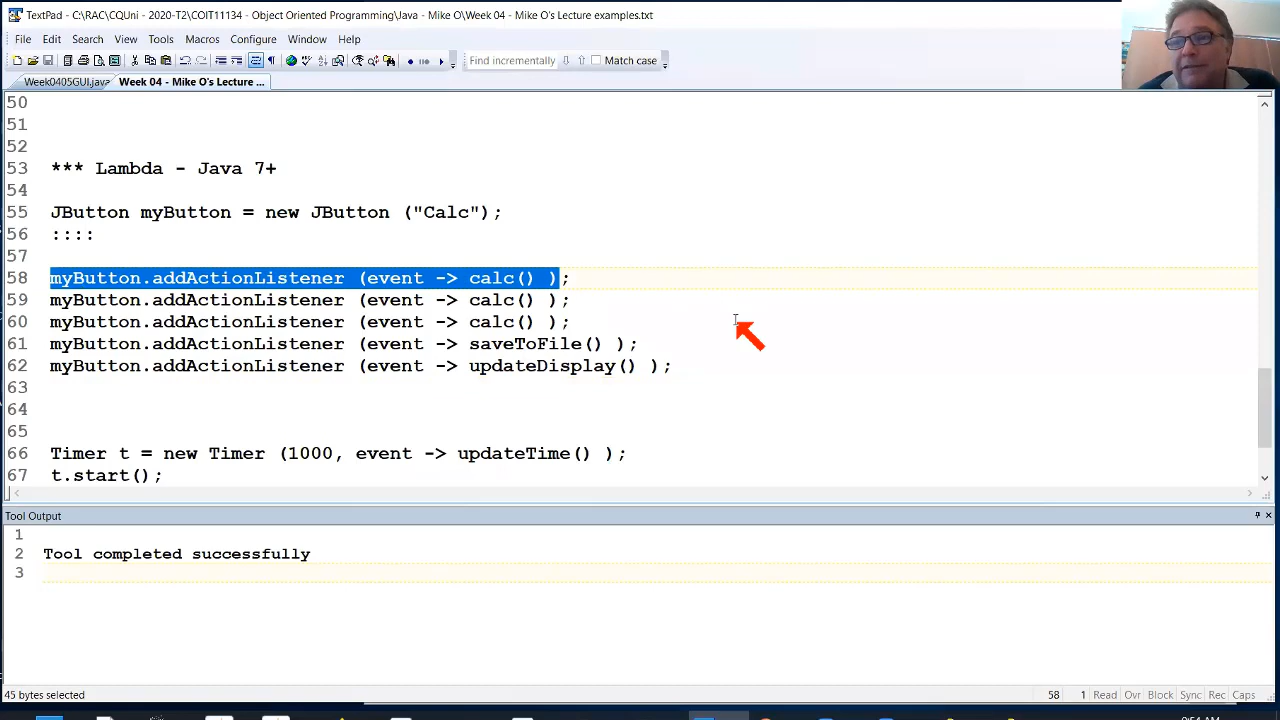 TextPad - C:\RAC\CQUni - 2020-T2\COIT11134 - Object Oriented Programming\Java - Mike O\Week 04 - Mike O's Lecture examples.txt
File Edit Search View Tools Macros Configure Window Help
Find incrementally Match case
Week0405GUI.java Week 04 - Mike O's Lecture ...
50
51
52
53 *** Lambda - Java 7+
54
55 JButton myButton = new JButton ("Calc");
56 ::::
57
58 myButton.addActionListener (event -> calc() );
59 myButton.addActionListener (event -> calc() );
60 myButton.addActionListener (event -> calc() );
61 myButton.addActionListener (event -> saveToFile() );
62 myButton.addActionListener (event -> updateDisplay() );
63
64
65
66 Timer t = new Timer (1000, event -> updateTime() );
67 t.start();
Tool Output
1
2 Tool completed successfully
3
45 bytes selected 58 1 Read Ovr Block Sync Rec Caps